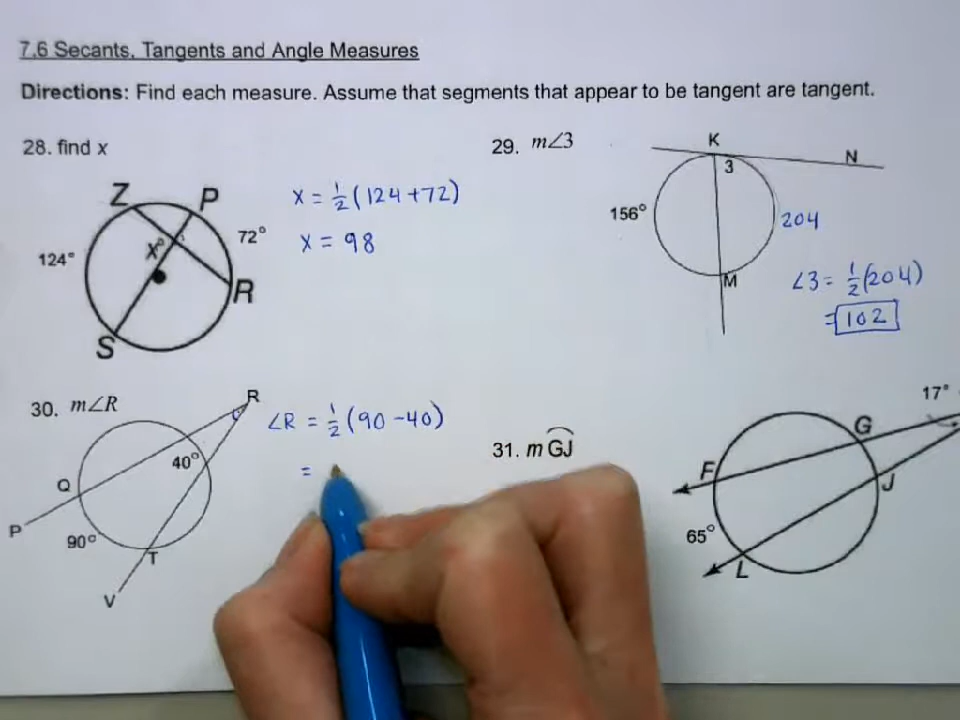 7.6 Secants, Tangents and Angle Measures
Directions: Find each measure. Assume that segments that appear to be tangent are tangent.
28. find x
Z
P
124°
x°
72°
R
S
x = 1/2 (124 + 72)
x = 98
29. m∠3
K
3
N
156°
204
M
∠3 = 1/2 (204)
= 102
30. m∠R
R
40°
Q
P
90°
T
V
∠R = 1/2 (90 - 40)
=
31. m GJ
17°
G
F
J
65°
L